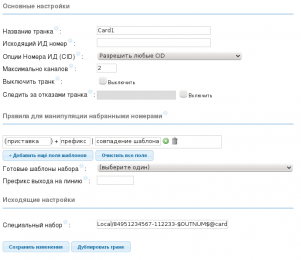 Основные настройки
Название транка: Card1
Исходящий ИД номер:
Опции Номера ИД (CID): Разрешить любые CID
Максимально каналов: 2
Выключить транк: Выключить
Следить за отказами транка: Включить
Правила для манипуляции набранными номерами
(приставка ) + префикс | совпадение шаблона
+ Добавить ещё поля шаблонов Очистить все поля
Готовые шаблоны набора : (выберите один)
Префикс выхода на линию :
Исходящие настройки
Специальный набор : Local/84951234567-112233-$OUTNUM$@card
Сохранить изменения Дублировать транк